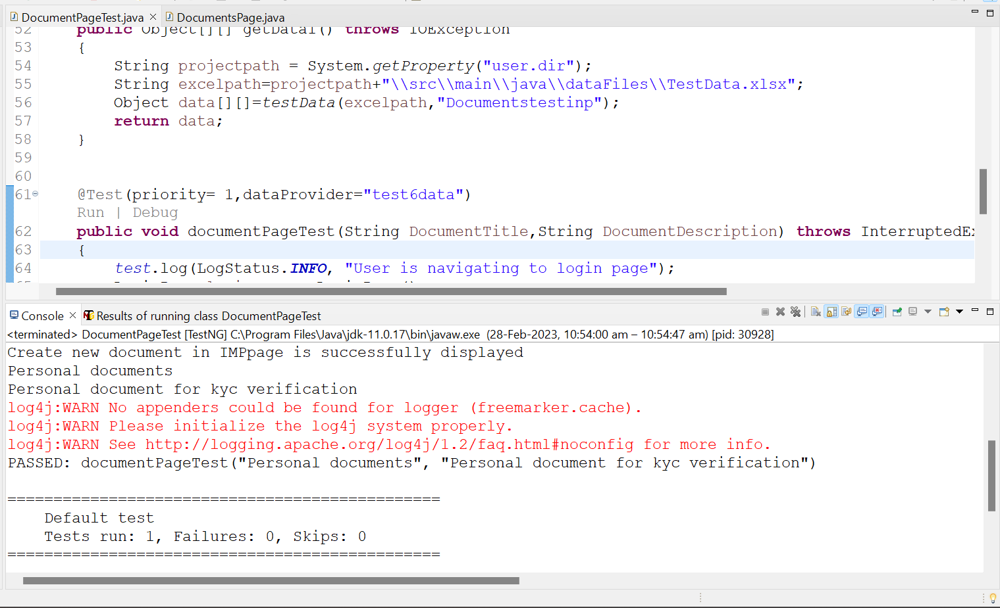 DocumentPageTest.java DocumentsPage.java
52 public Object[][] getData1() throws IOException
53 {
54 String projectpath = System.getProperty("user.dir");
55 String excelpath=projectpath+"\\src\\main\\java\\dataFiles\\TestData.xlsx";
56 Object data[][]=testData(excelpath,"Documentstestinp");
57 return data;
58 }
59
60
61 @Test(priority= 1,dataProvider="test6data")
Run | Debug
62 public void documentPageTest(String DocumentTitle,String DocumentDescription) throws InterruptedEx
63 {
64 test.log(LogStatus.INFO, "User is navigating to login page");
Console Results of running class DocumentPageTest
<terminated> DocumentPageTest [TestNG] C:\Program Files\Java\jdk-11.0.17\bin\javaw.exe (28-Feb-2023, 10:54:00 am – 10:54:47 am) [pid: 30928]
Create new document in IMPpage is successfully displayed
Personal documents
Personal document for kyc verification
log4j:WARN No appenders could be found for logger (freemarker.cache).
log4j:WARN Please initialize the log4j system properly.
log4j:WARN See http://logging.apache.org/log4j/1.2/faq.html#noconfig for more info.
PASSED: documentPageTest("Personal documents", "Personal document for kyc verification")
===============================================
Default test
Tests run: 1, Failures: 0, Skips: 0
===============================================